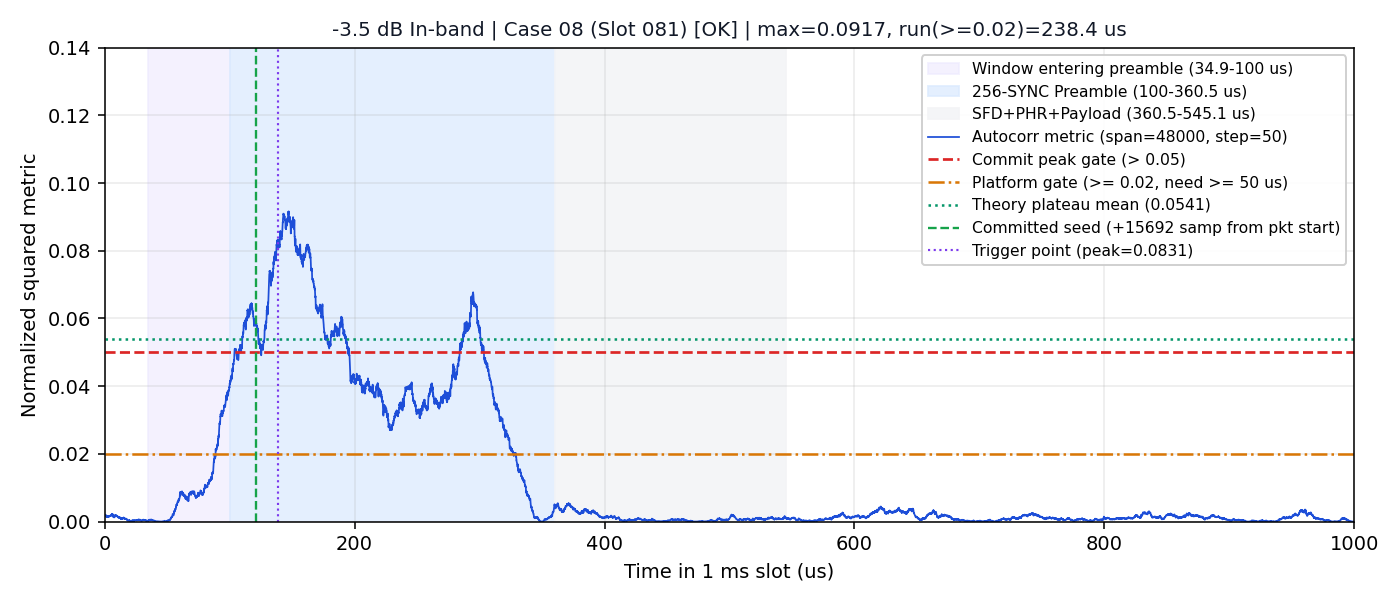 -3.5 dB In-band | Case 08 (Slot 081) [OK] | max=0.0917, run(>=0.02)=238.4 us
Normalized squared metric
0.14
0.12
0.10
0.08
0.06
0.04
0.02
0.00
Window entering preamble (34.9-100 us)
256-SYNC Preamble (100-360.5 us)
SFD+PHR+Payload (360.5-545.1 us)
Autocorr metric (span=48000, step=50)
Commit peak gate (> 0.05)
Platform gate (>= 0.02, need >= 50 us)
Theory plateau mean (0.0541)
Committed seed (+15692 samp from pkt start)
Trigger point (peak=0.0831)
0 200 400 600 800 1000
Time in 1 ms slot (us)